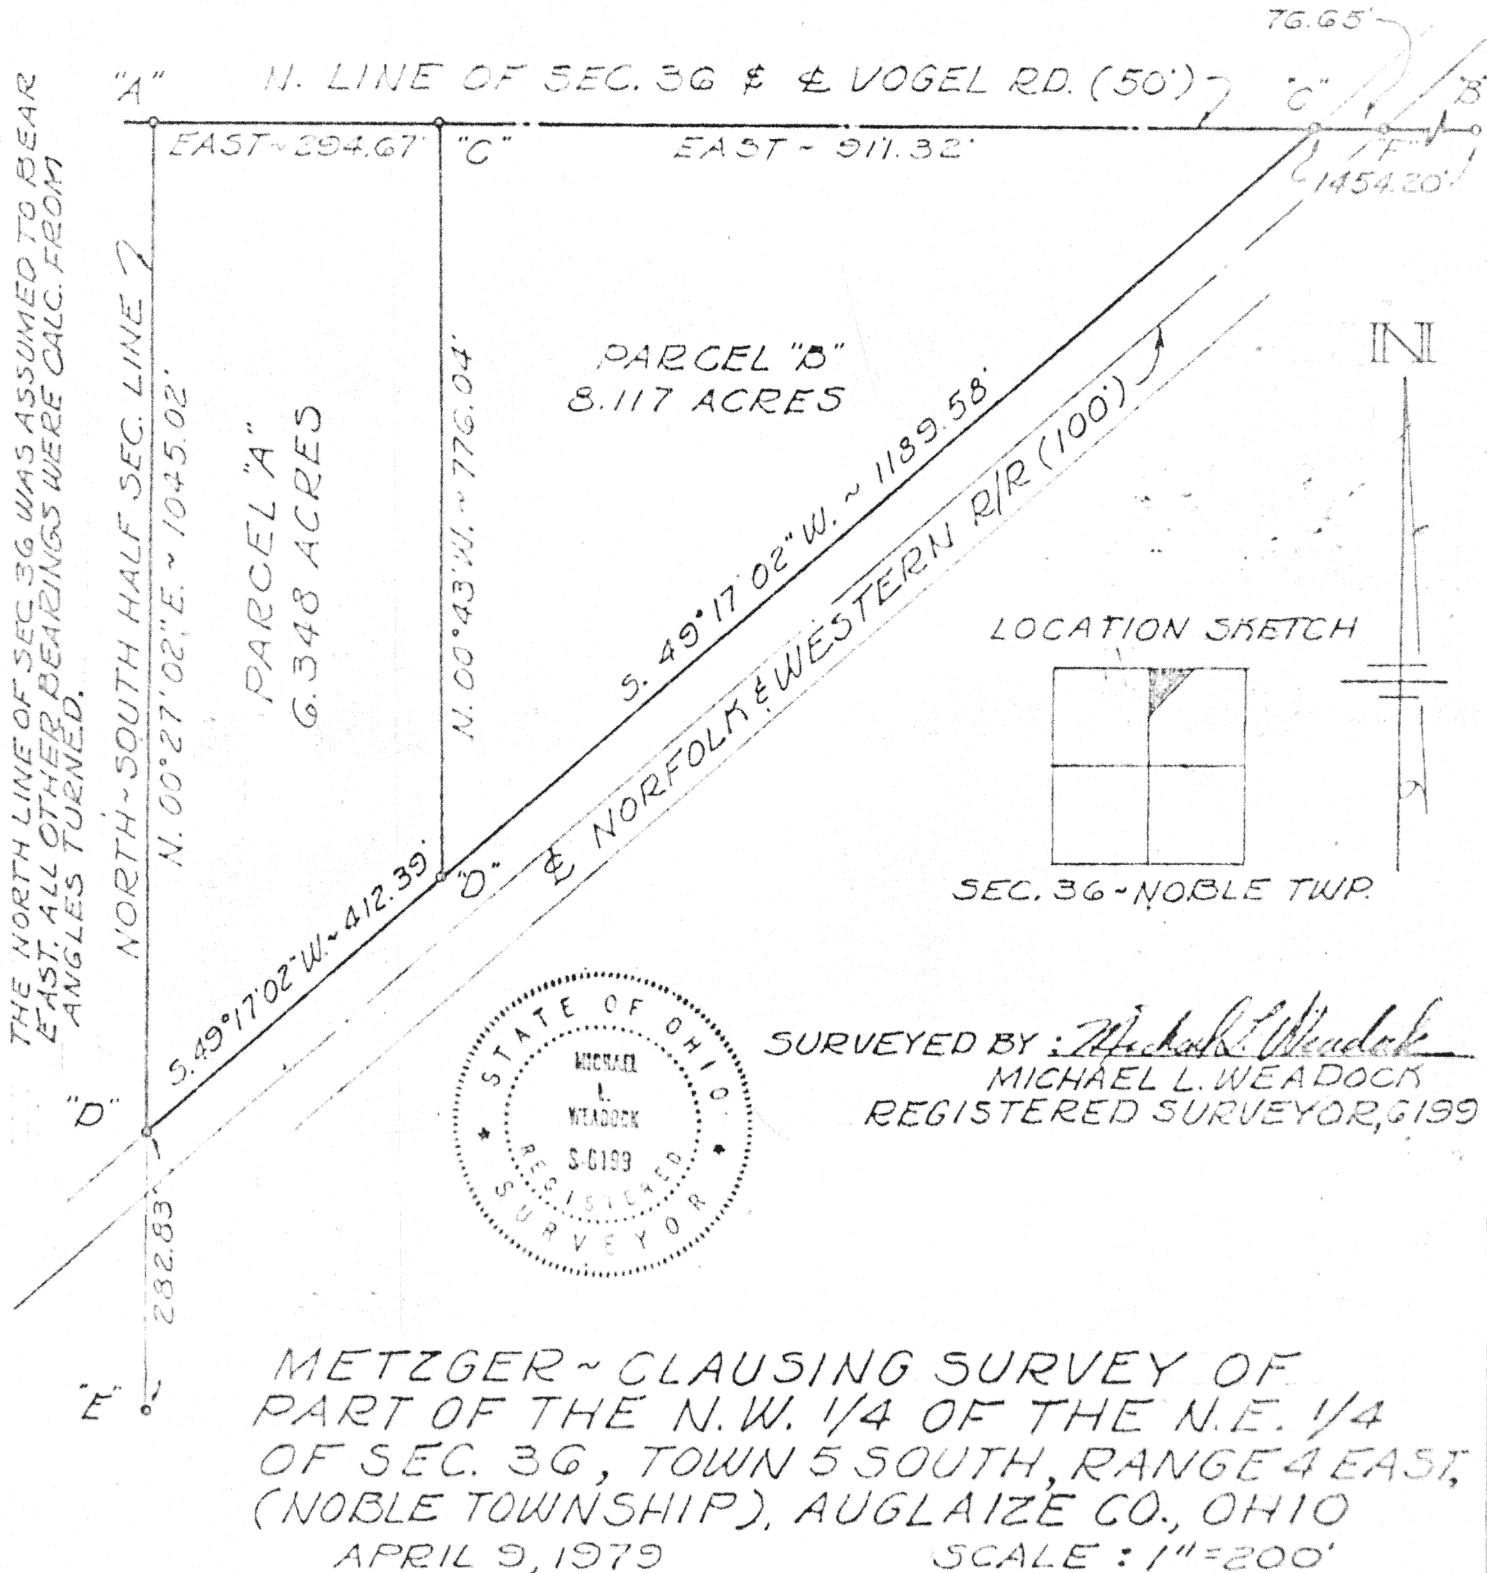 76.65'
"A" N. LINE OF SEC. 36 & ℄ VOGEL RD. (50') "C" "B"
EAST ~ 294.67' "C" EAST ~ 911.32' "F"
1454.20'
THE NORTH LINE OF SEC. 36 WAS ASSUMED TO BEAR
EAST. ALL OTHER BEARINGS WERE CALC. FROM
ANGLES TURNED.
NORTH ~ SOUTH HALF SEC. LINE
N. 00°27'02" E. ~ 1045.02'
PARCEL "A"
6.348 ACRES
N. 00°43' W. ~ 776.04'
PARCEL "B"
8.117 ACRES
S. 49°17'02" W. ~ 1189.58'
℄ NORFOLK & WESTERN R/R (100')
N
LOCATION SKETCH
SEC. 36 ~ NOBLE TWP.
S. 49°17'02" W. ~ 412.39'
"D"
"D"
282.83'
"E"
STATE OF OHIO
MICHAEL
L.
WEADOCK
S-6199
REGISTERED
SURVEYOR
SURVEYED BY : Michael L. Weadock
MICHAEL L. WEADOCK
REGISTERED SURVEYOR, 6199
METZGER ~ CLAUSING SURVEY OF
PART OF THE N.W. 1/4 OF THE N.E. 1/4
OF SEC. 36, TOWN 5 SOUTH, RANGE 4 EAST,
(NOBLE TOWNSHIP), AUGLAIZE CO., OHIO
APRIL 9, 1979 SCALE : 1" = 200'